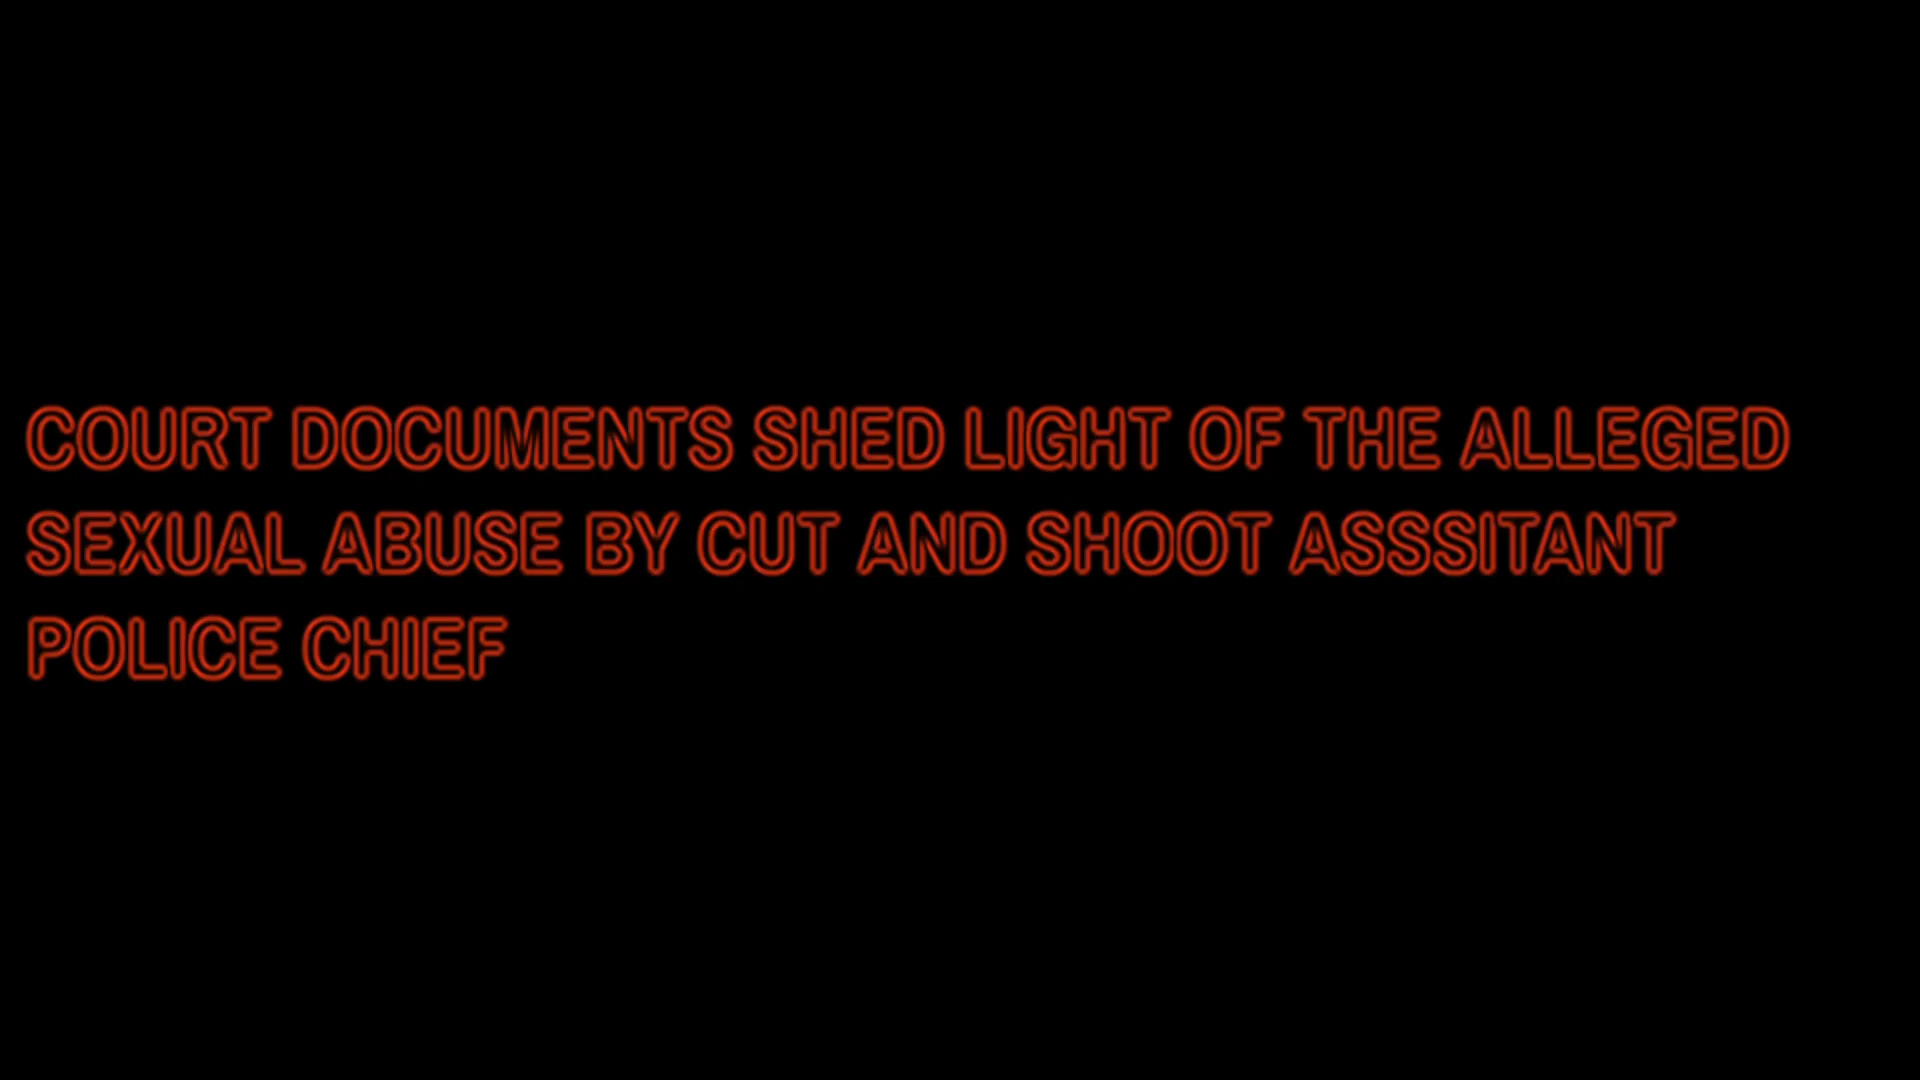 COURT DOCUMENTS SHED LIGHT OF THE ALLEGED
SEXUAL ABUSE BY CUT AND SHOOT ASSSITANT
POLICE CHIEF